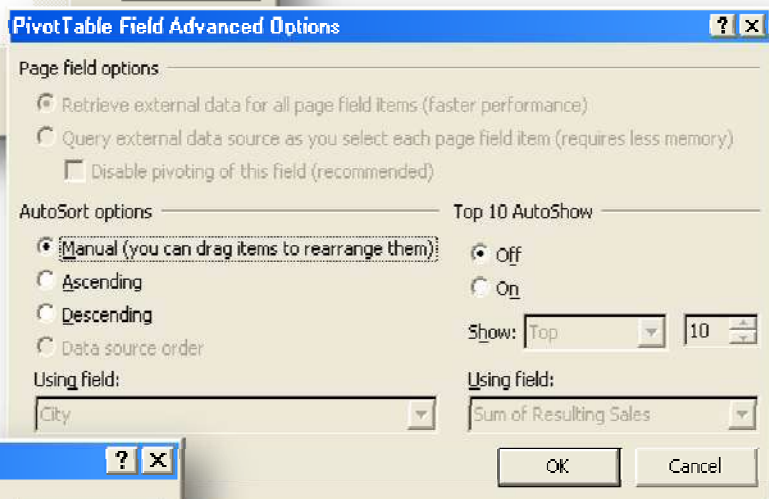 PivotTable Field Advanced Options
Page field options
Retrieve external data for all page field items (faster performance)
Query external data source as you select each page field item (requires less memory)
Disable pivoting of this field (recommended)
AutoSort options
Manual (you can drag items to rearrange them)
Ascending
Descending
Data source order
Using field:
City
Top 10 AutoShow
Off
On
Show: Top 10
Using field:
Sum of Resulting Sales
OK Cancel